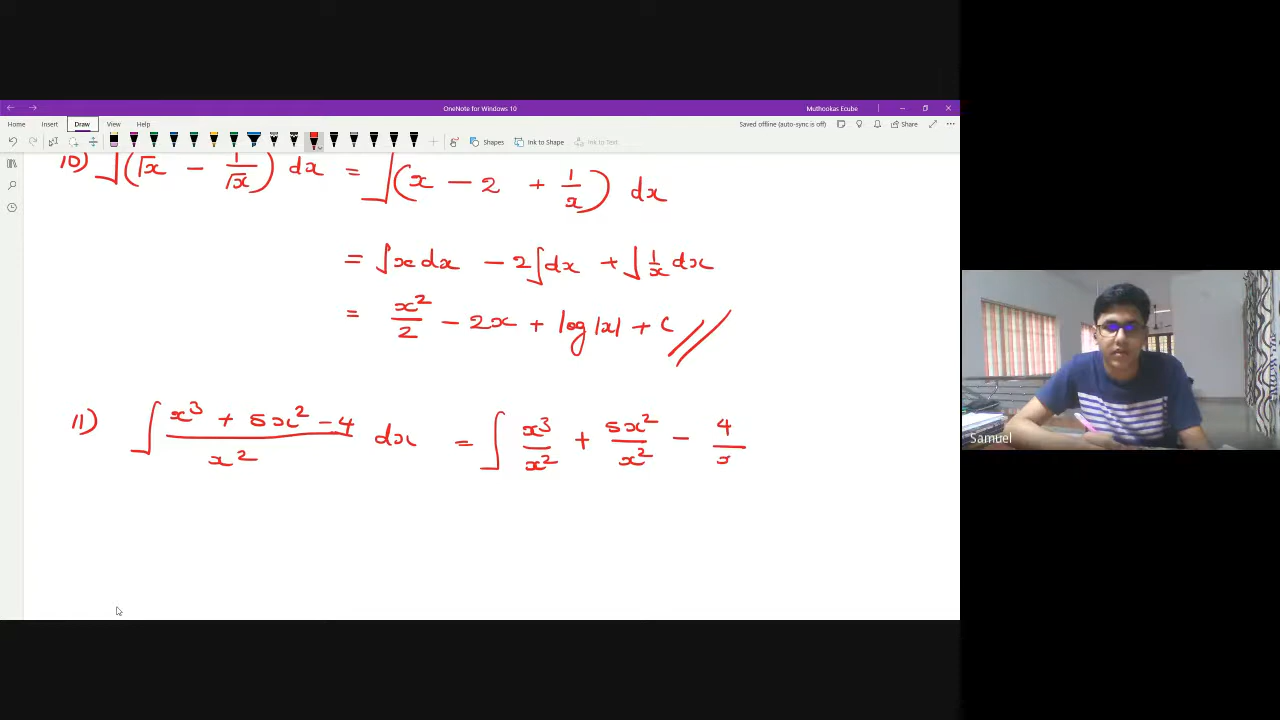 OneNote for Windows 10
Muthookas Ecube
Home Insert Draw View Help
Saved offline (auto-sync is off)
Share
Shapes
Ink to Shape
Ink to Text
10) ∫(√x − 1/√x) dx = ∫(x − 2 + 1/x) dx
= ∫x dx − 2∫dx + ∫1/x dx
= x²/2 − 2x + log|x| + C //
11) ∫ (x³ + 5x² − 4)/x² dx = ∫ x³/x² + 5x²/x² − 4/x
Samuel